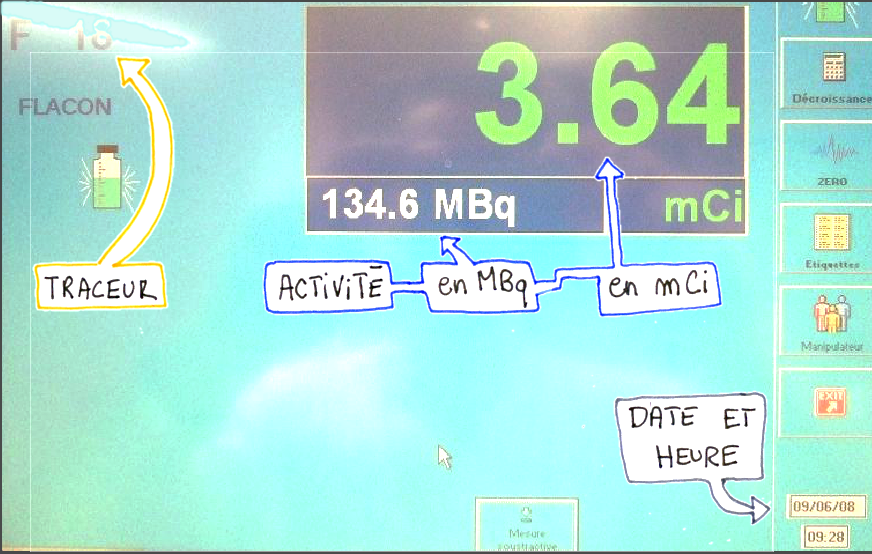 F 18
FLACON
3.64
134.6 MBq
mCi
TRACEUR
ACTIVITÉ
en MBq
en mCi
Décroissance
ZERO
Etiquettes
Manipulateur
EXIT
DATE ET
HEURE
09/06/08
09:28
Mesure
soustractive